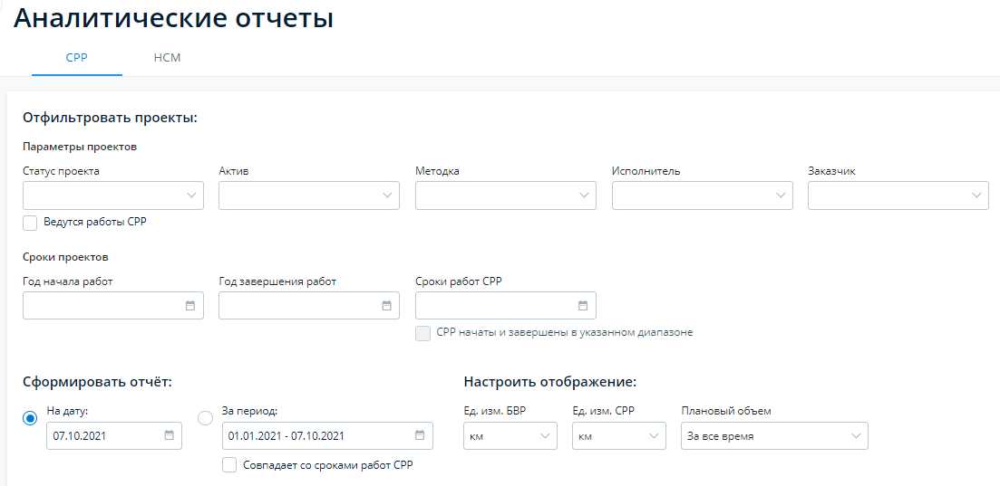 Аналитические отчеты
СРР НСМ
Отфильтровать проекты:
Параметры проектов
Статус проекта Актив Методка Исполнитель Заказчик
Ведутся работы СРР
Сроки проектов
Год начала работ Год завершения работ Сроки работ СРР
СРР начаты и завершены в указанном диапазоне
Сформировать отчёт: Настроить отображение:
На дату: За период: Ед. изм. БВР Ед. изм. СРР Плановый объем
07.10.2021 01.01.2021 - 07.10.2021 км км За все время
Совпадает со сроками работ СРР